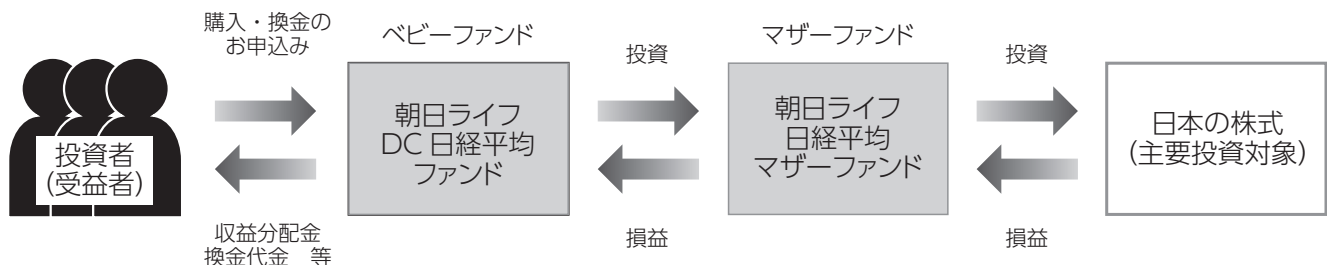 購入・換金の
お申込み
ベビーファンド
投資
マザーファンド
投資
投資者
(受益者)
朝日ライフ
DC 日経平均
ファンド
朝日ライフ
日経平均
マザーファンド
日本の株式
(主要投資対象)
収益分配金
換金代金　等
損益
損益